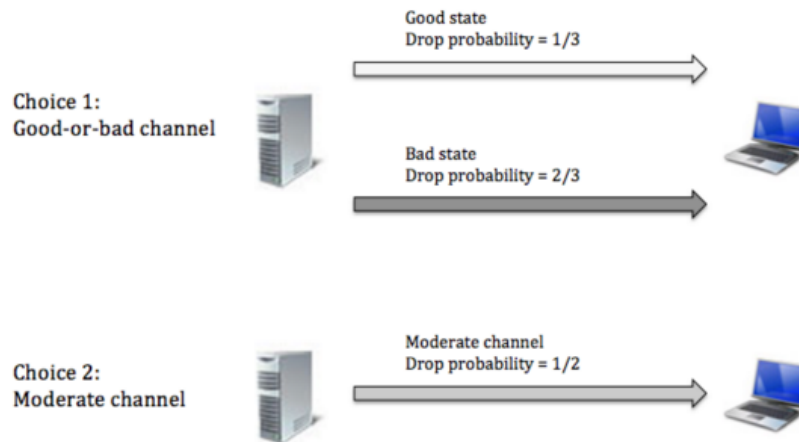 Good state
Drop probability = 1/3
Choice 1:
Good-or-bad channel
Bad state
Drop probability = 2/3
Moderate channel
Drop probability = 1/2
Choice 2:
Moderate channel